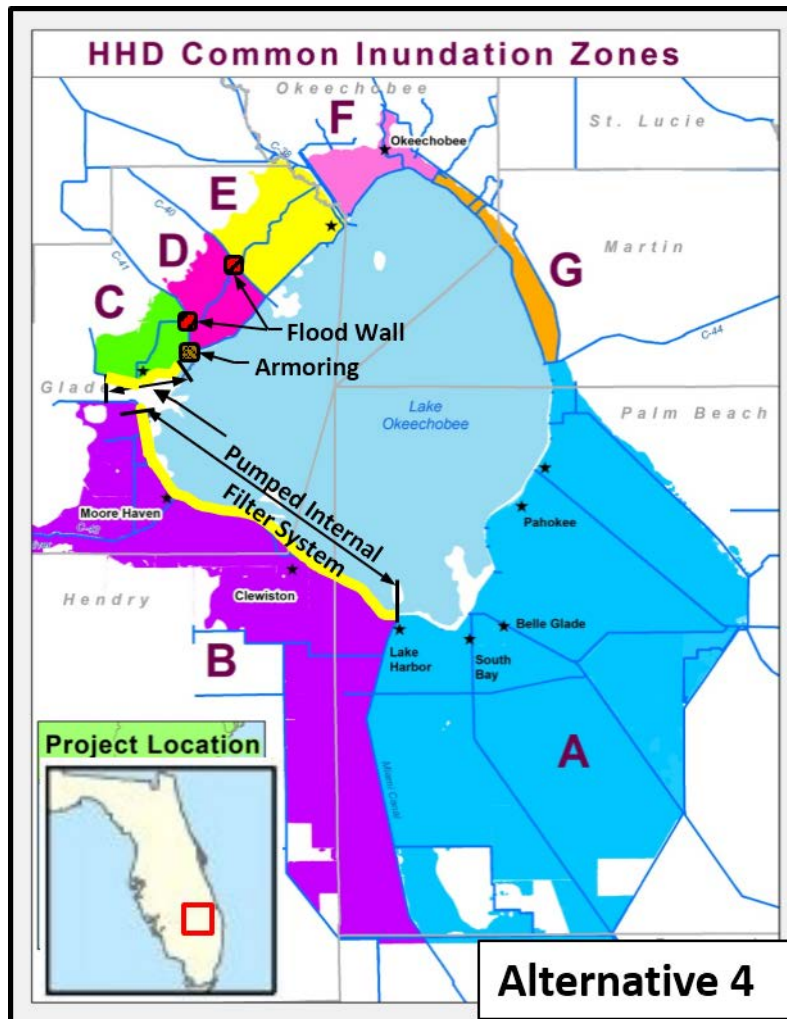 HHD Common Inundation Zones
Okeechobee
F
Okeechobee
St. Lucie
C-38
E
C-40
D
C-41
G
Martin
C
Flood Wall
Armoring
C-44
Glade
Lake
Okeechobee
Palm Beach
Pumped Internal
Filter System
Moore Haven
Pahokee
Hendry
Clewiston
B
Lake
Harbor
South
Bay
Belle Glade
A
Miami Canal
Project Location
Alternative 4